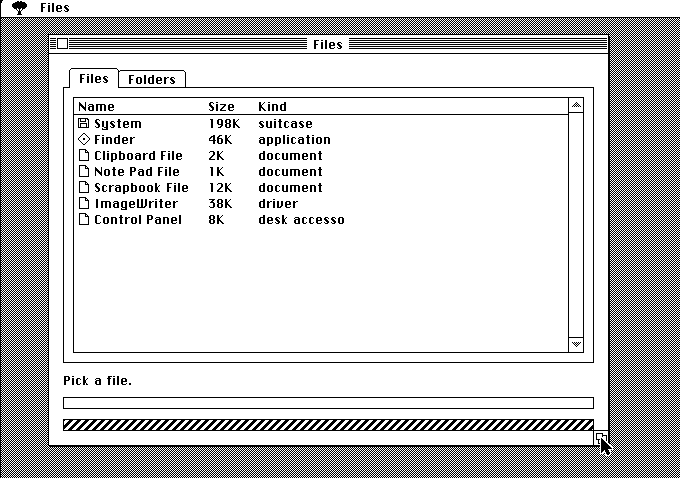 Files
Files
Files Folders
Name Size Kind
System 198K suitcase
Finder 46K application
Clipboard File 2K document
Note Pad File 1K document
Scrapbook File 12K document
ImageWriter 38K driver
Control Panel 8K desk accesso
Pick a file.